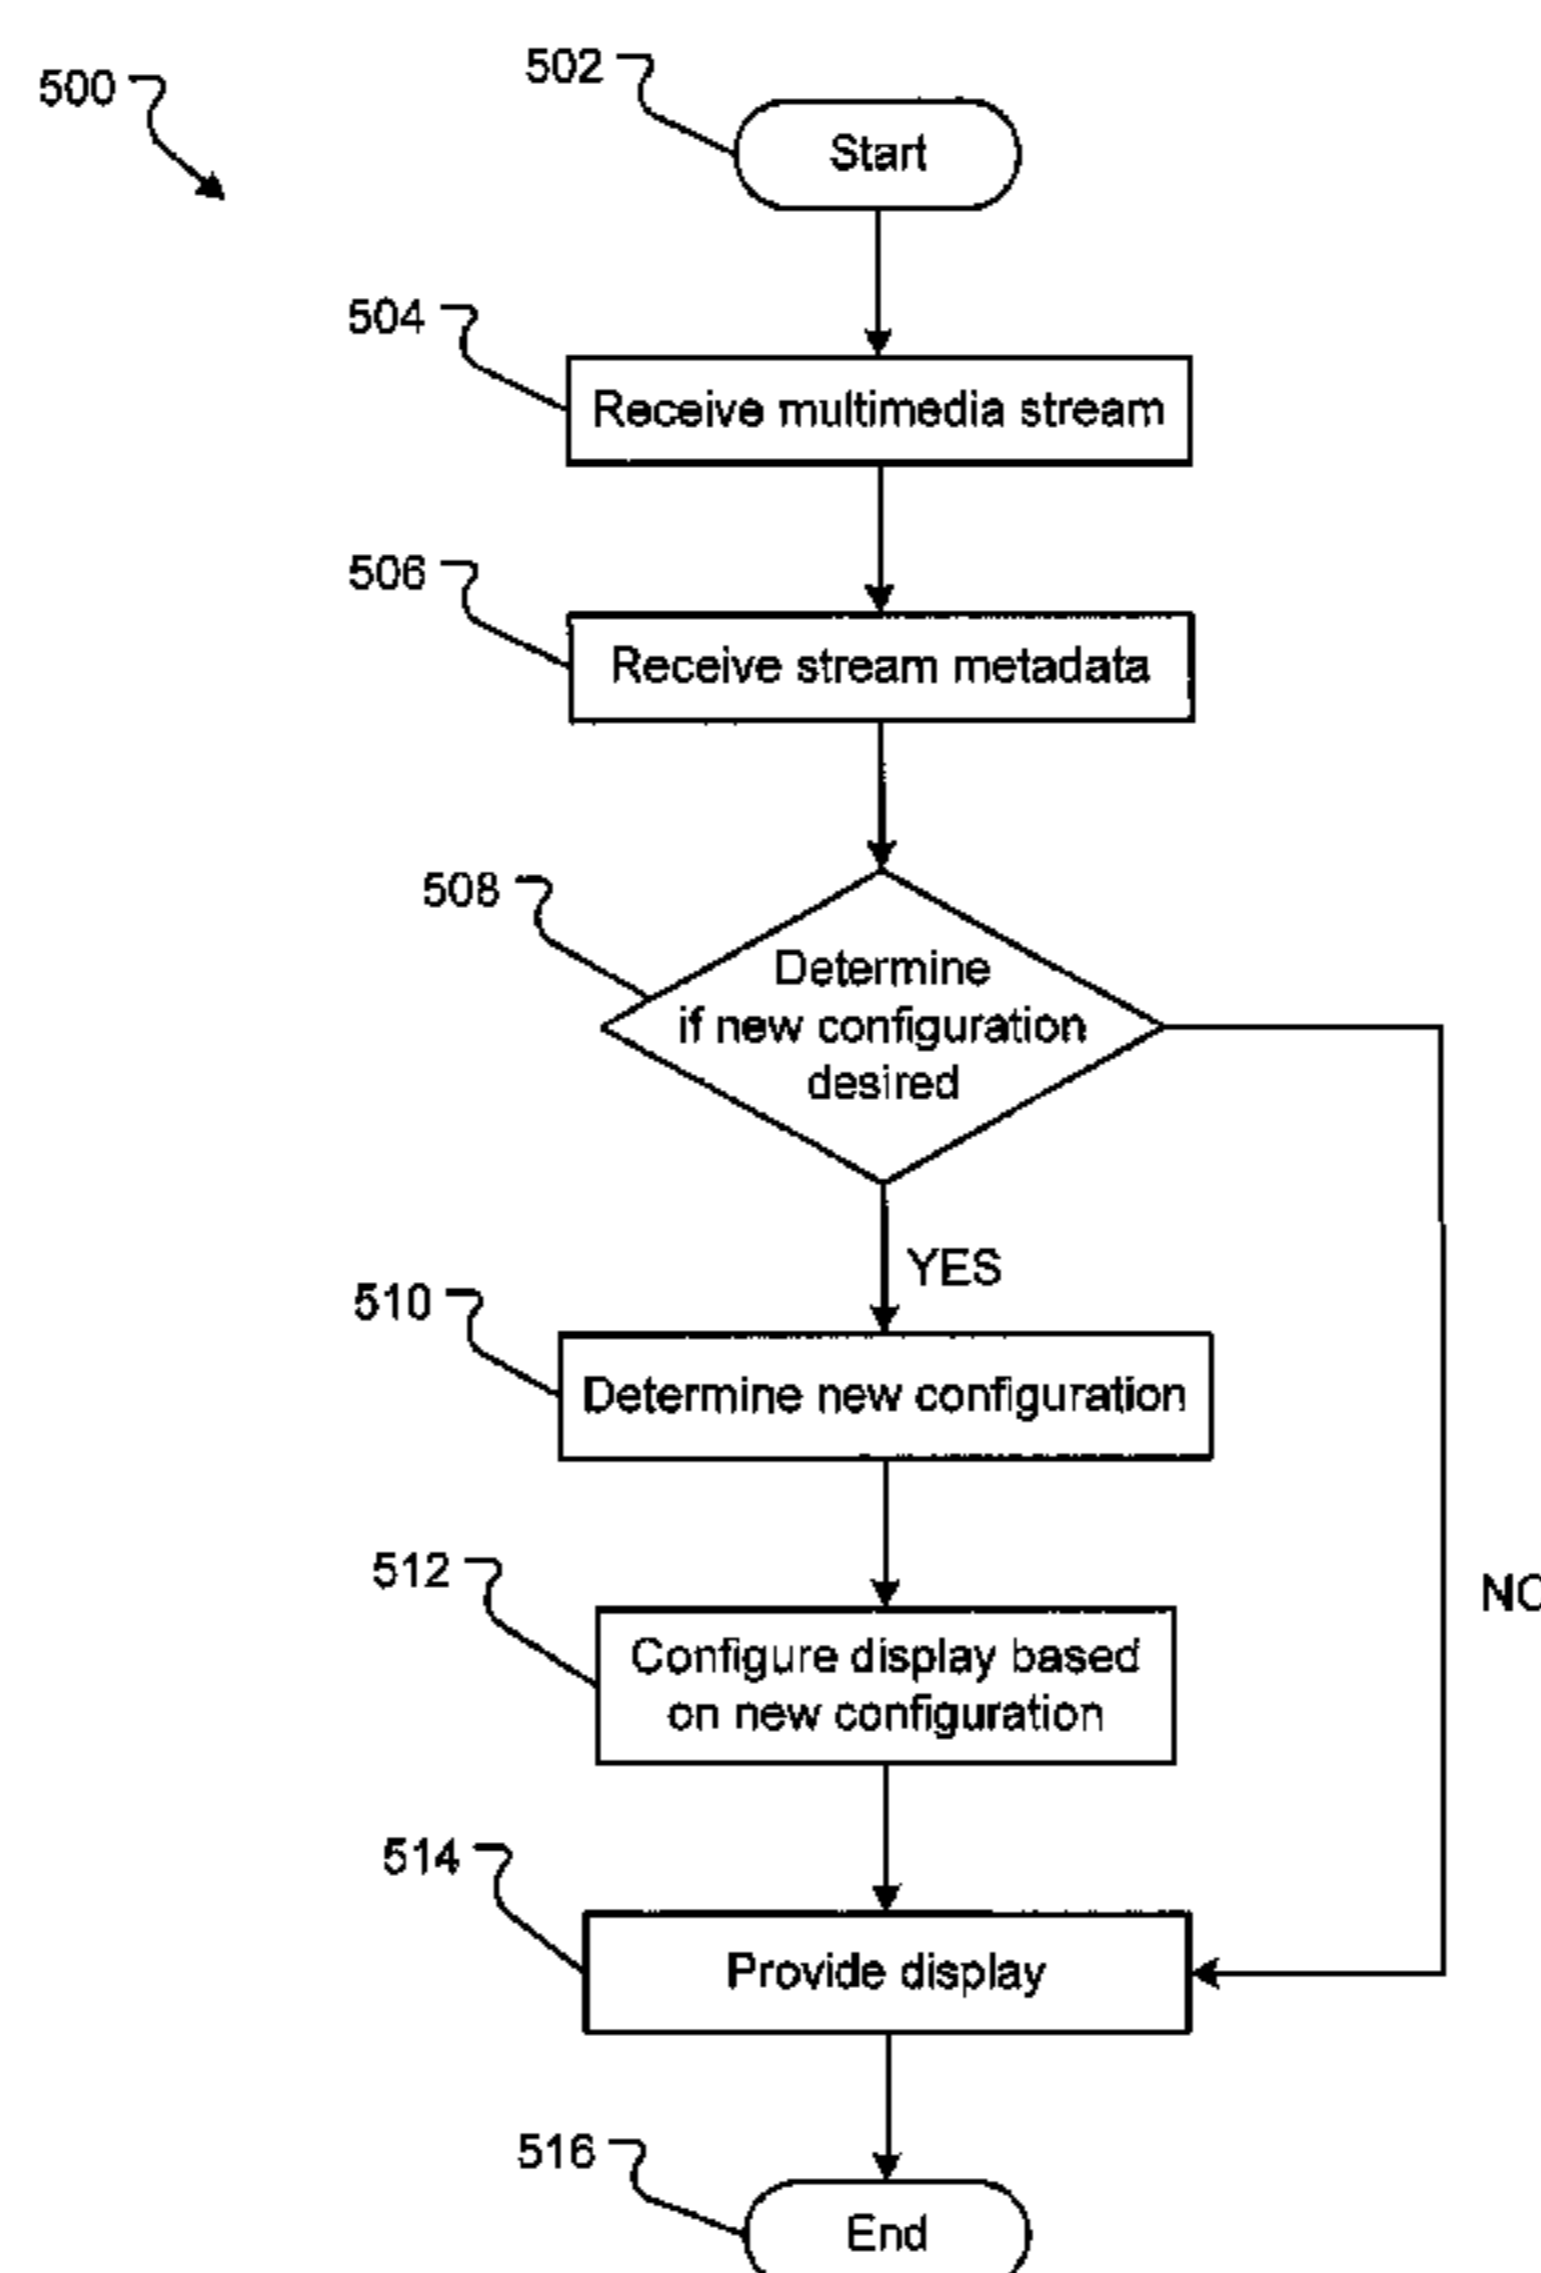 500
502
Start
504
Receive multimedia stream
506
Receive stream metadata
508
Determine
if new configuration
desired
YES
510
Determine new configuration
512
Configure display based
on new configuration
NO
514
Provide display
516
End